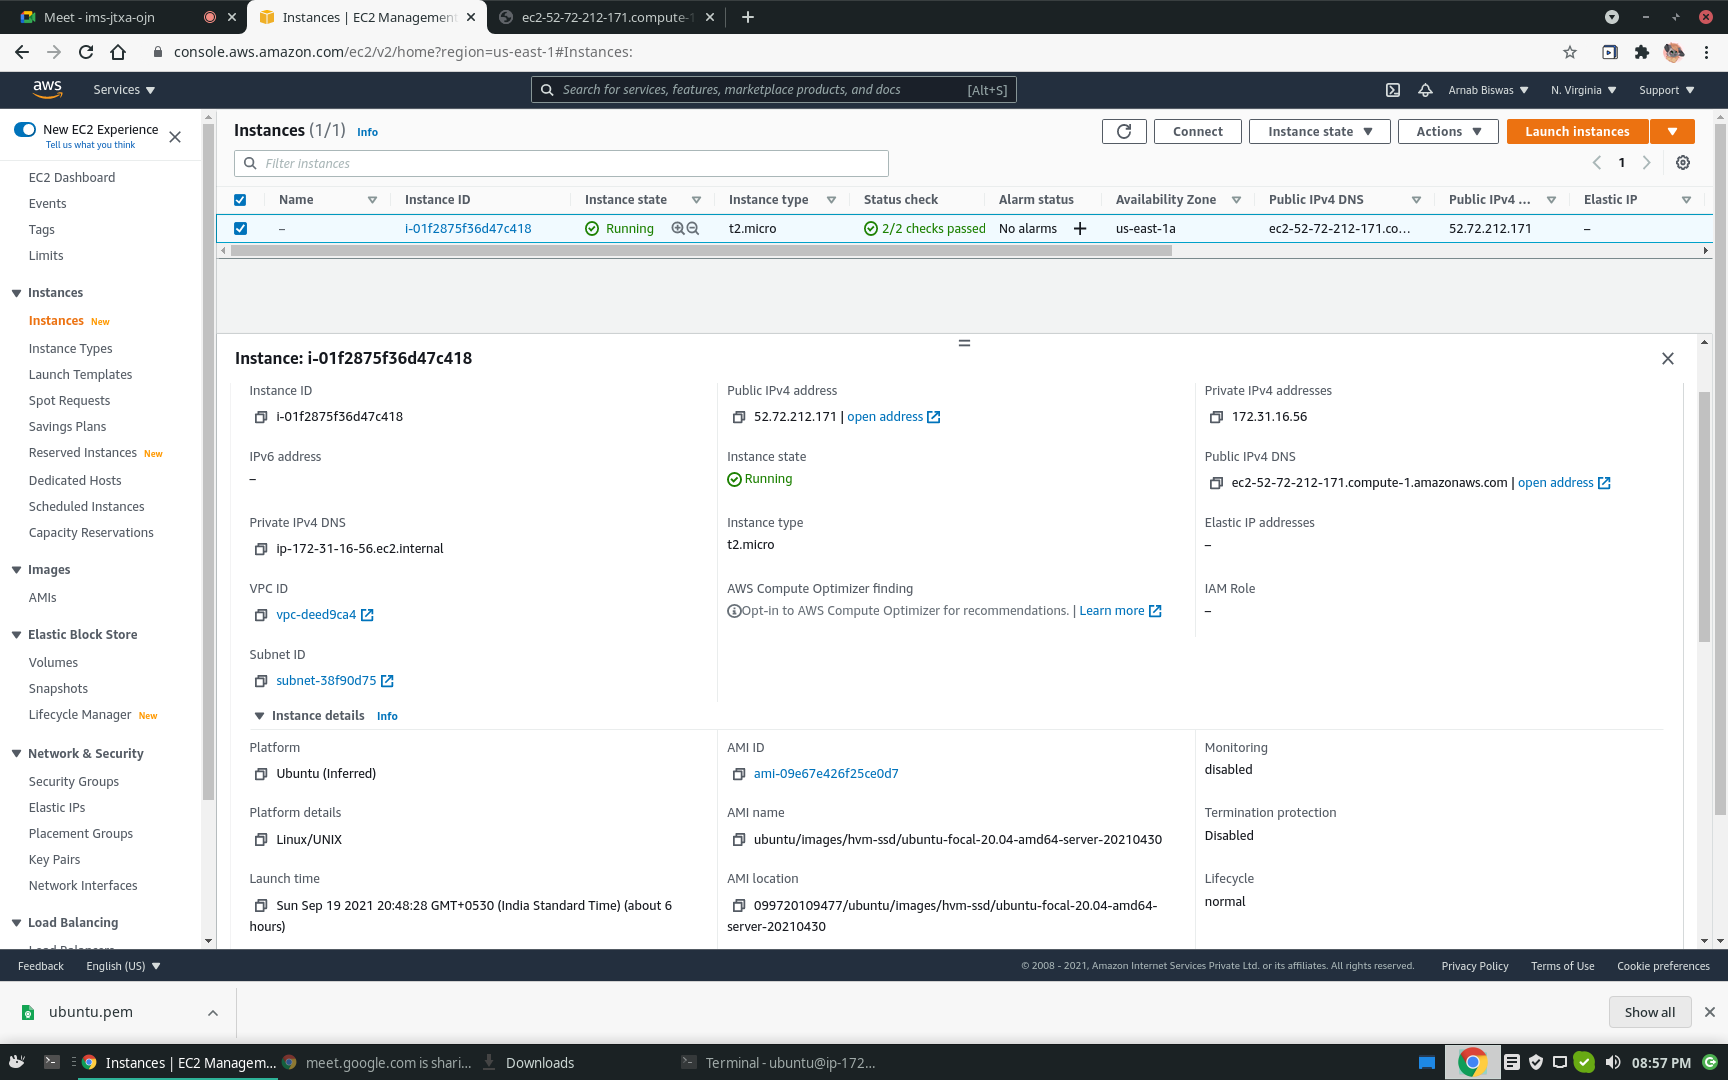 Meet - ims-jtxa-ojn
Instances | EC2 Management
ec2-52-72-212-171.compute-1
console.aws.amazon.com/ec2/v2/home?region=us-east-1#Instances:
aws
Services
Search for services, features, marketplace products, and docs [Alt+S]
Arnab Biswas
N. Virginia
Support
New EC2 Experience
Tell us what you think
EC2 Dashboard
Events
Tags
Limits
Instances
Instances New
Instance Types
Launch Templates
Spot Requests
Savings Plans
Reserved Instances New
Dedicated Hosts
Scheduled Instances
Capacity Reservations
Images
AMIs
Elastic Block Store
Volumes
Snapshots
Lifecycle Manager New
Network & Security
Security Groups
Elastic IPs
Placement Groups
Key Pairs
Network Interfaces
Load Balancing
Load Balancers
Instances (1/1) Info
Connect
Instance state
Actions
Launch instances
Filter instances
1
Name Instance ID Instance state Instance type Status check Alarm status Availability Zone Public IPv4 DNS Public IPv4 ... Elastic IP
– i-01f2875f36d47c418 Running t2.micro 2/2 checks passed No alarms + us-east-1a ec2-52-72-212-171.co... 52.72.212.171 –
Instance: i-01f2875f36d47c418
Instance ID
i-01f2875f36d47c418
Public IPv4 address
52.72.212.171 | open address
Private IPv4 addresses
172.31.16.56
IPv6 address
–
Instance state
Running
Public IPv4 DNS
ec2-52-72-212-171.compute-1.amazonaws.com | open address
Private IPv4 DNS
ip-172-31-16-56.ec2.internal
Instance type
t2.micro
Elastic IP addresses
–
VPC ID
vpc-deed9ca4
AWS Compute Optimizer finding
Opt-in to AWS Compute Optimizer for recommendations. | Learn more
IAM Role
–
Subnet ID
subnet-38f90d75
Instance details Info
Platform
Ubuntu (Inferred)
AMI ID
ami-09e67e426f25ce0d7
Monitoring
disabled
Platform details
Linux/UNIX
AMI name
ubuntu/images/hvm-ssd/ubuntu-focal-20.04-amd64-server-20210430
Termination protection
Disabled
Launch time
Sun Sep 19 2021 20:48:28 GMT+0530 (India Standard Time) (about 6
hours)
AMI location
099720109477/ubuntu/images/hvm-ssd/ubuntu-focal-20.04-amd64-
server-20210430
Lifecycle
normal
Feedback English (US) © 2008 - 2021, Amazon Internet Services Private Ltd. or its affiliates. All rights reserved. Privacy Policy Terms of Use Cookie preferences
ubuntu.pem
Show all
Instances | EC2 Managem...
meet.google.com is shari...
Downloads
Terminal - ubuntu@ip-172...
08:57 PM